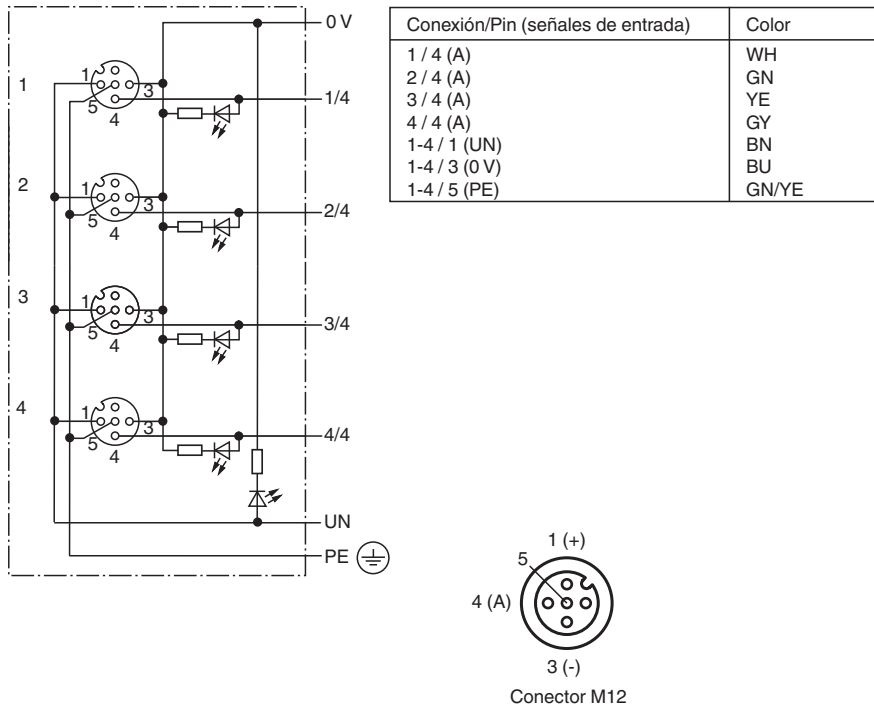 0 V
1
1
3
5
4
1/4
2
1
3
5
4
2/4
3
1
3
5
4
3/4
4
1
3
5
4
4/4
UN
PE
Conexión/Pin (señales de entrada) Color
1 / 4 (A) WH
2 / 4 (A) GN
3 / 4 (A) YE
4 / 4 (A) GY
1-4 / 1 (UN) BN
1-4 / 3 (0 V) BU
1-4 / 5 (PE) GN/YE
1 (+)
5
4 (A)
3 (-)
Conector M12